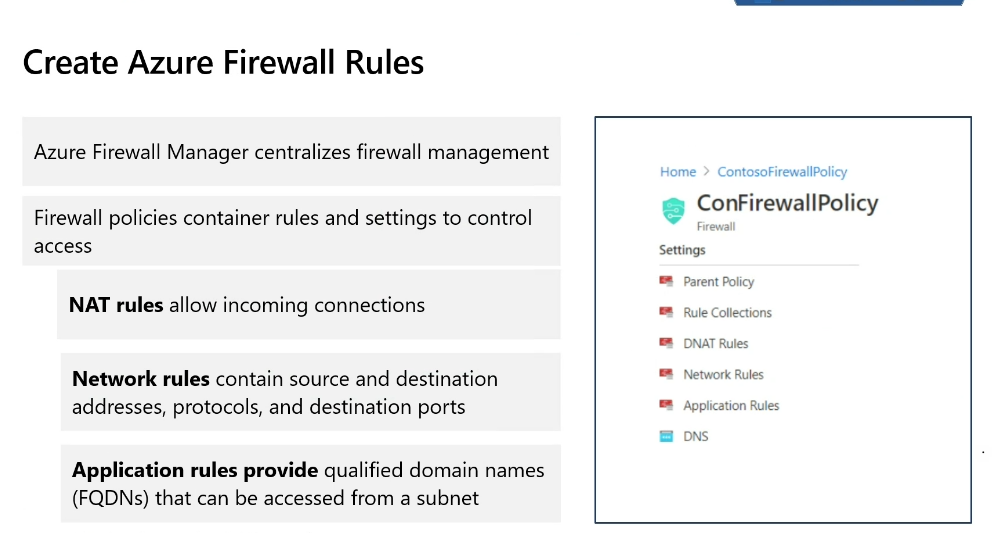 Create Azure Firewall Rules
Azure Firewall Manager centralizes firewall management
Firewall policies container rules and settings to control
access
NAT rules allow incoming connections
Network rules contain source and destination
addresses, protocols, and destination ports
Application rules provide qualified domain names
(FQDNs) that can be accessed from a subnet
Home > ContosoFirewallPolicy
ConFirewallPolicy
Firewall
Settings
Parent Policy
Rule Collections
DNAT Rules
Network Rules
Application Rules
DNS